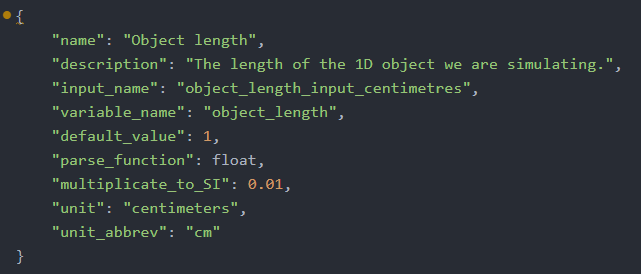 {
"name": "Object length",
"description": "The length of the 1D object we are simulating.",
"input_name": "object_length_input_centimetres",
"variable_name": "object_length",
"default_value": 1,
"parse_function": float,
"multiplicate_to_SI": 0.01,
"unit": "centimeters",
"unit_abbrev": "cm"
}